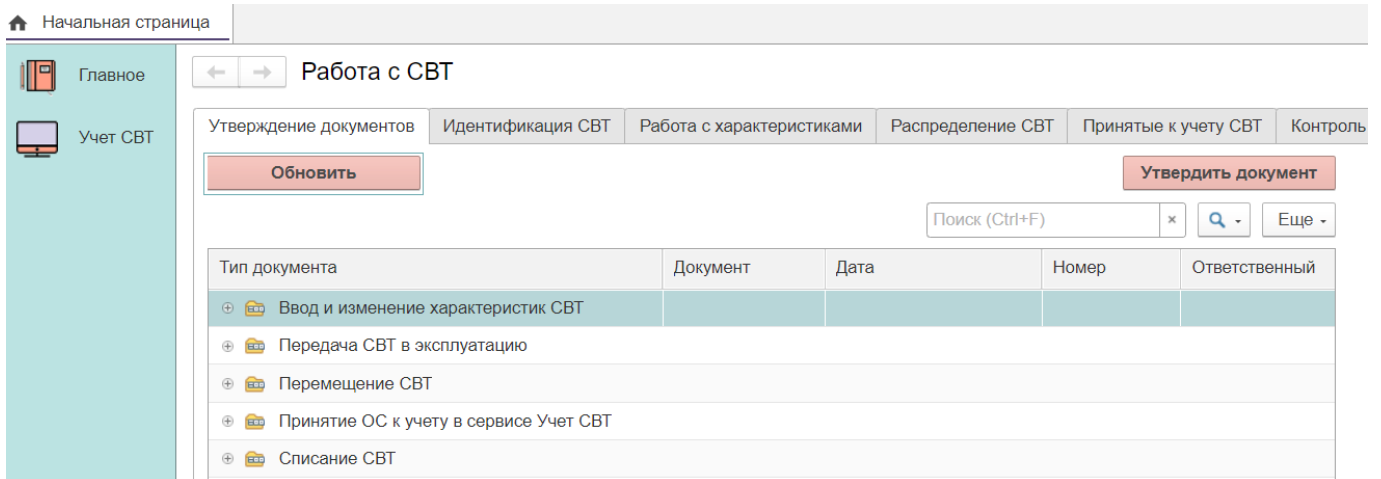 Начальная страница
Главное
Учет СВТ
Работа с СВТ
Утверждение документов Идентификация СВТ Работа с характеристиками Распределение СВТ Принятые к учету СВТ Контроль
Обновить Утвердить документ
Поиск (Ctrl+F) × Еще
Тип документа Документ Дата Номер Ответственный
Ввод и изменение характеристик СВТ
Передача СВТ в эксплуатацию
Перемещение СВТ
Принятие ОС к учету в сервисе Учет СВТ
Списание СВТ